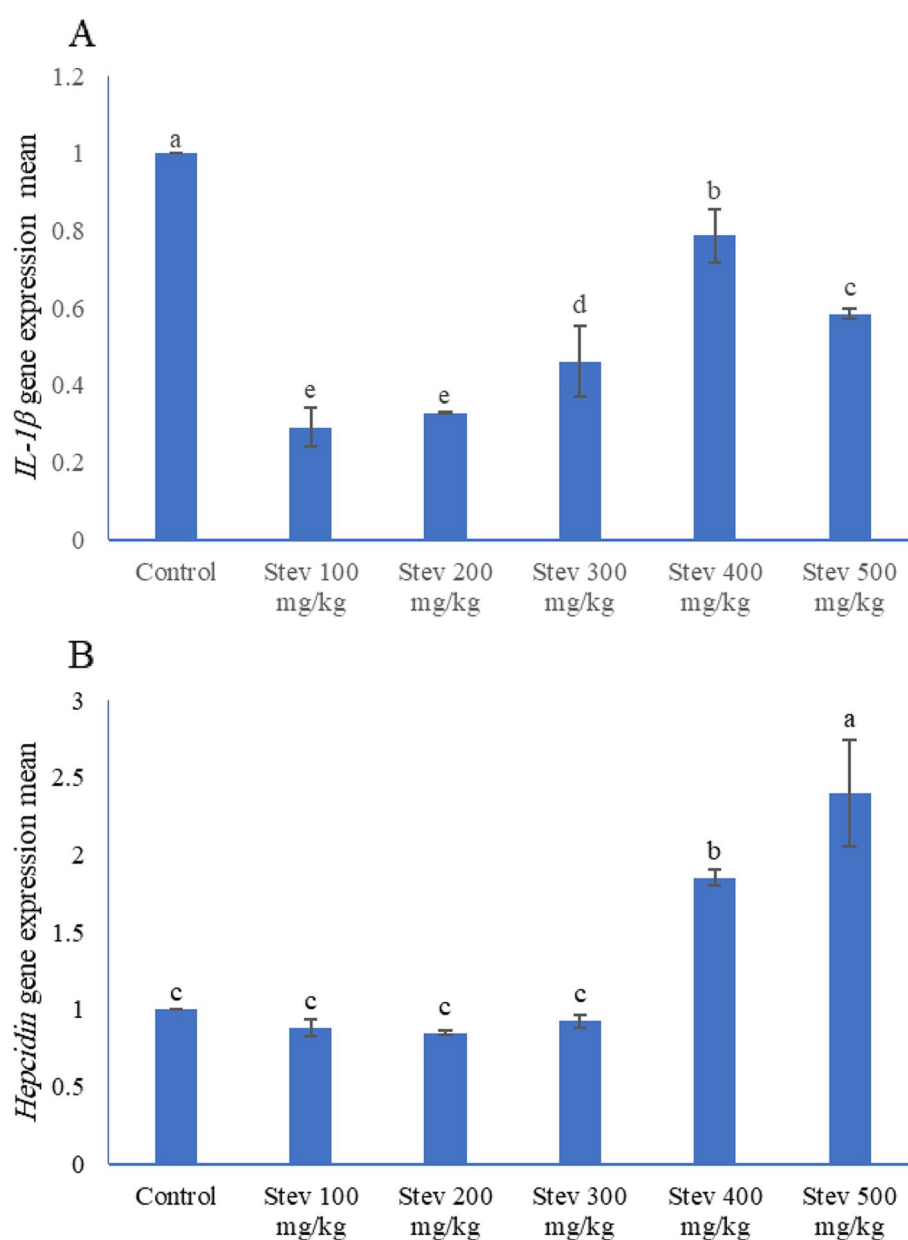 A
1.2
1
0.8
0.6
0.4
0.2
0
IL-1β gene expression mean
a
e
e
d
b
c
Control
Stev 100
mg/kg
Stev 200
mg/kg
Stev 300
mg/kg
Stev 400
mg/kg
Stev 500
mg/kg
B
3
2.5
2
1.5
1
0.5
0
Hepcidin gene expression mean
c
c
c
c
b
a
Control
Stev 100
mg/kg
Stev 200
mg/kg
Stev 300
mg/kg
Stev 400
mg/kg
Stev 500
mg/kg